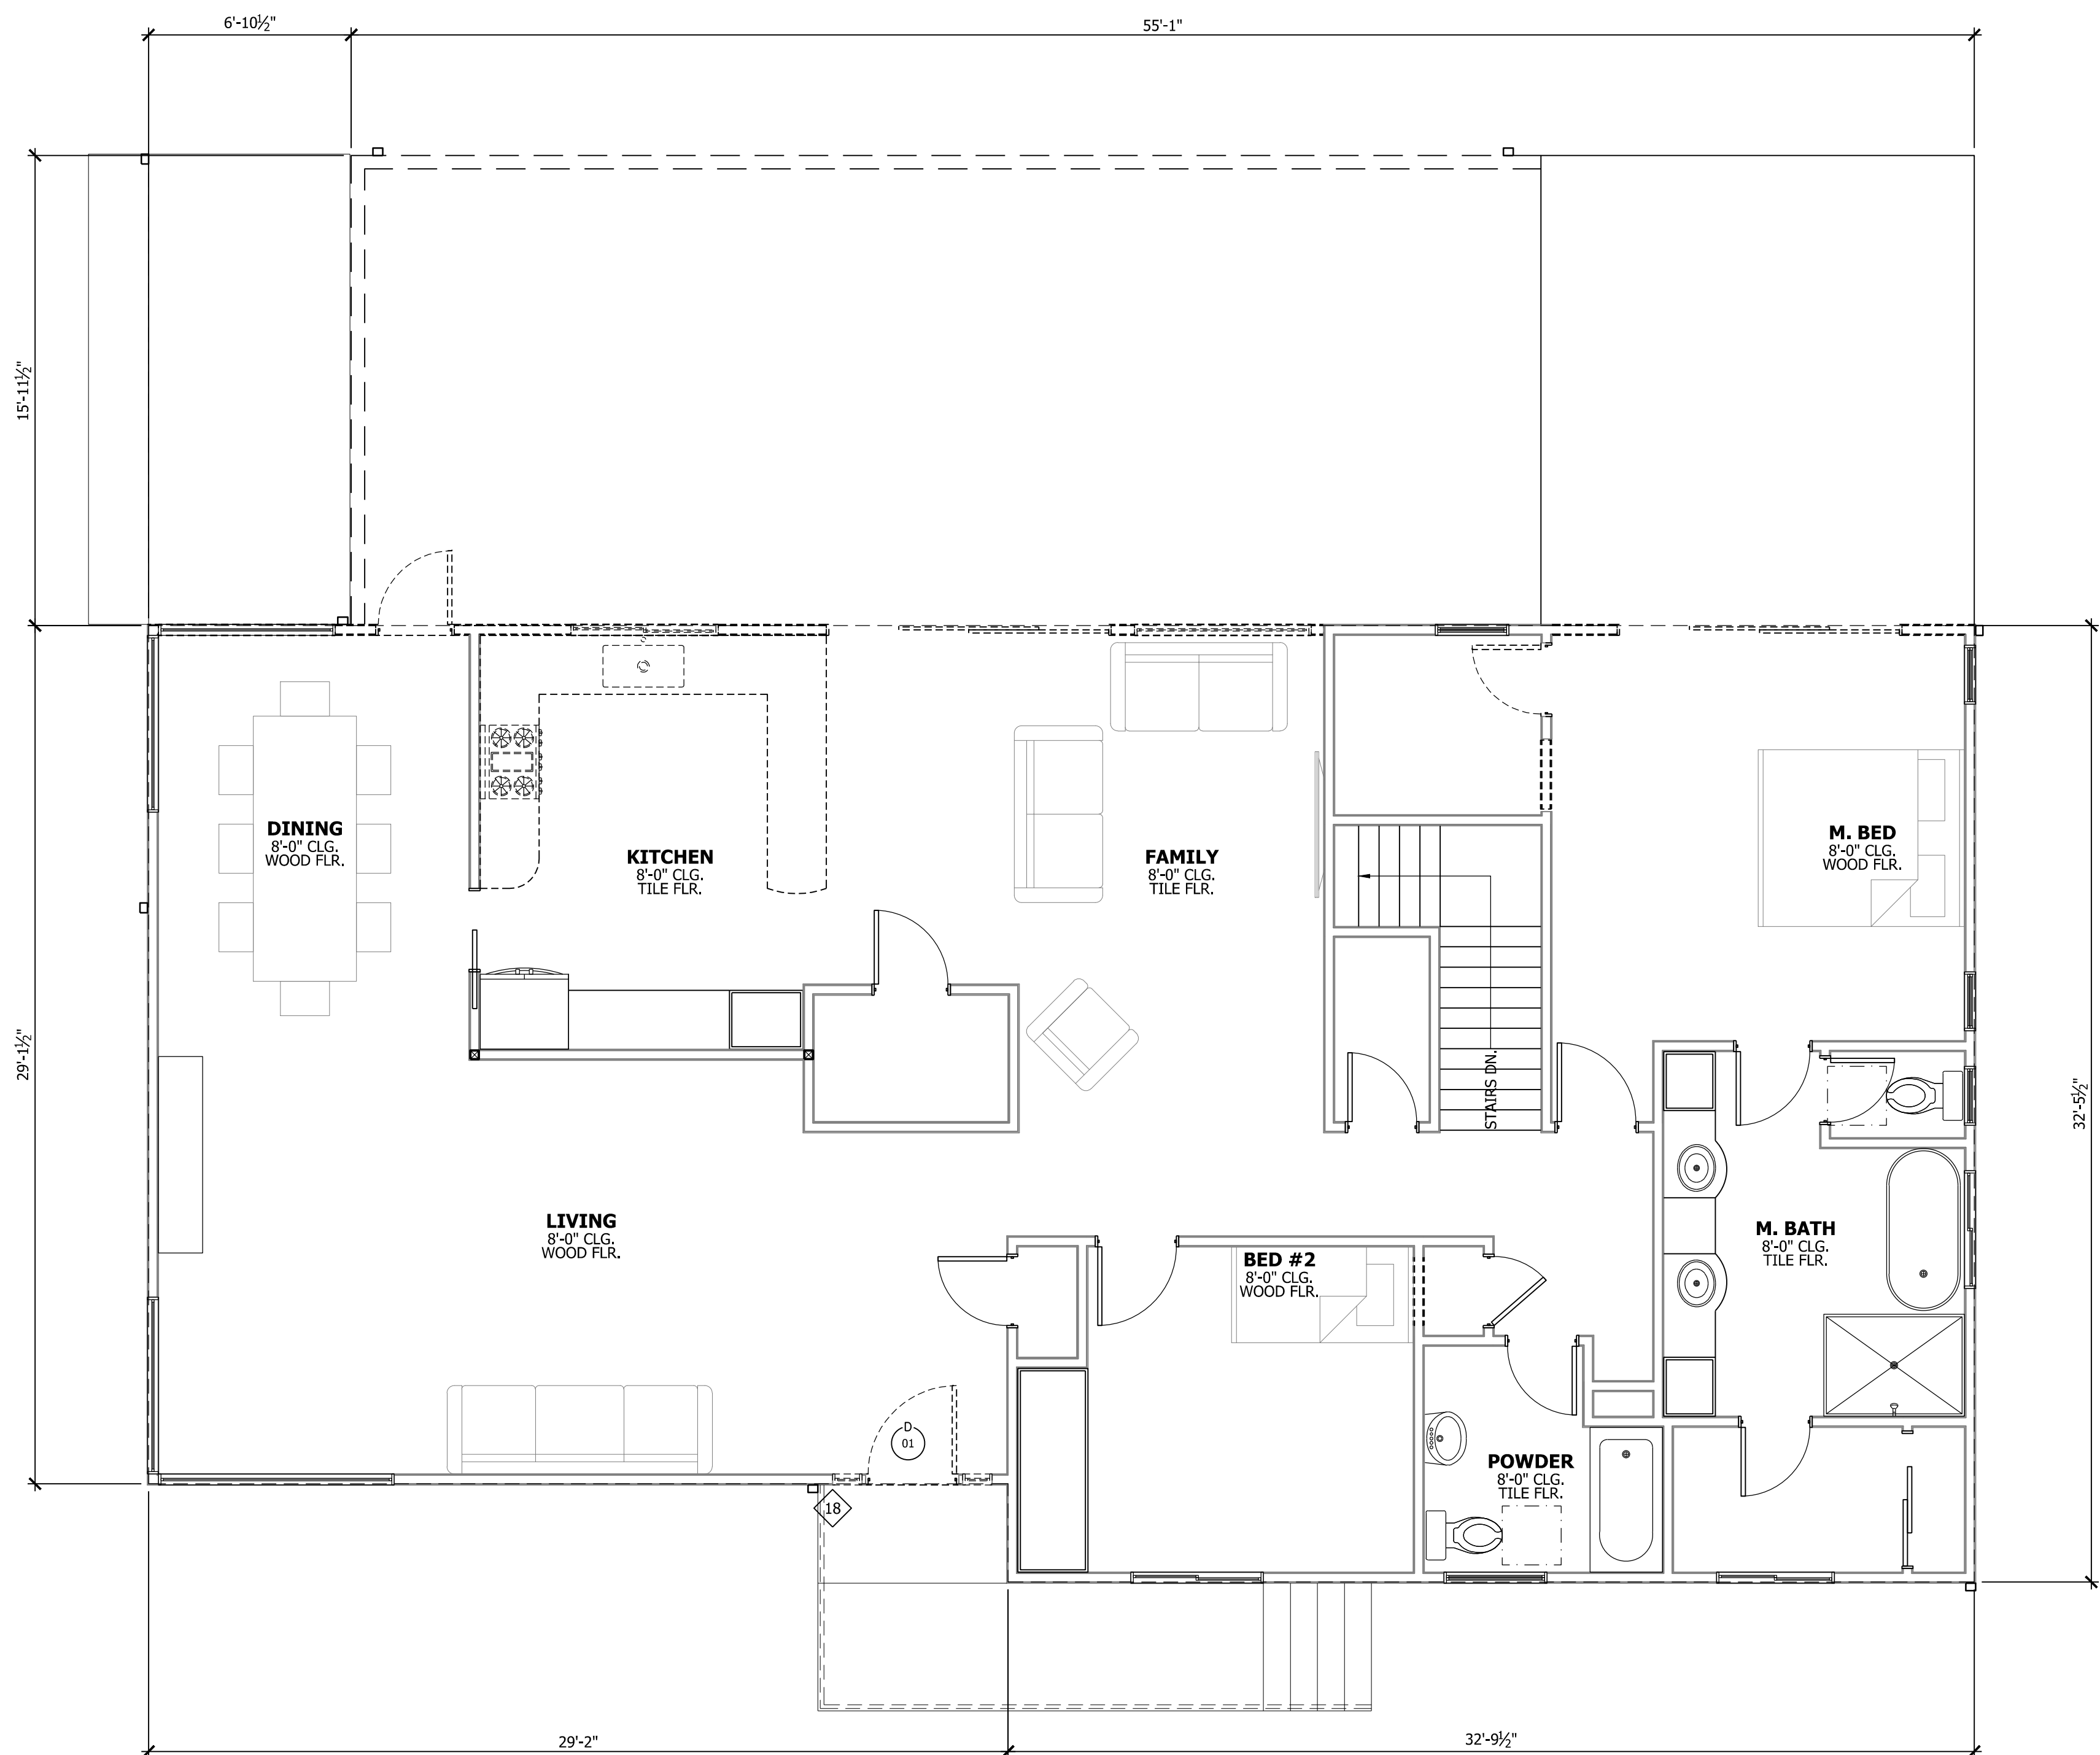 6'-10½"
55'-1"
15'-11½"
29'-1½"
32'-5½"
DINING
8'-0" CLG.
WOOD FLR.
KITCHEN
8'-0" CLG.
TILE FLR.
FAMILY
8'-0" CLG.
TILE FLR.
M. BED
8'-0" CLG.
WOOD FLR.
STAIRS DN.
LIVING
8'-0" CLG.
WOOD FLR.
BED #2
8'-0" CLG.
WOOD FLR.
M. BATH
8'-0" CLG.
TILE FLR.
D
01
18
POWDER
8'-0" CLG.
TILE FLR.
29'-2"
32'-9½"